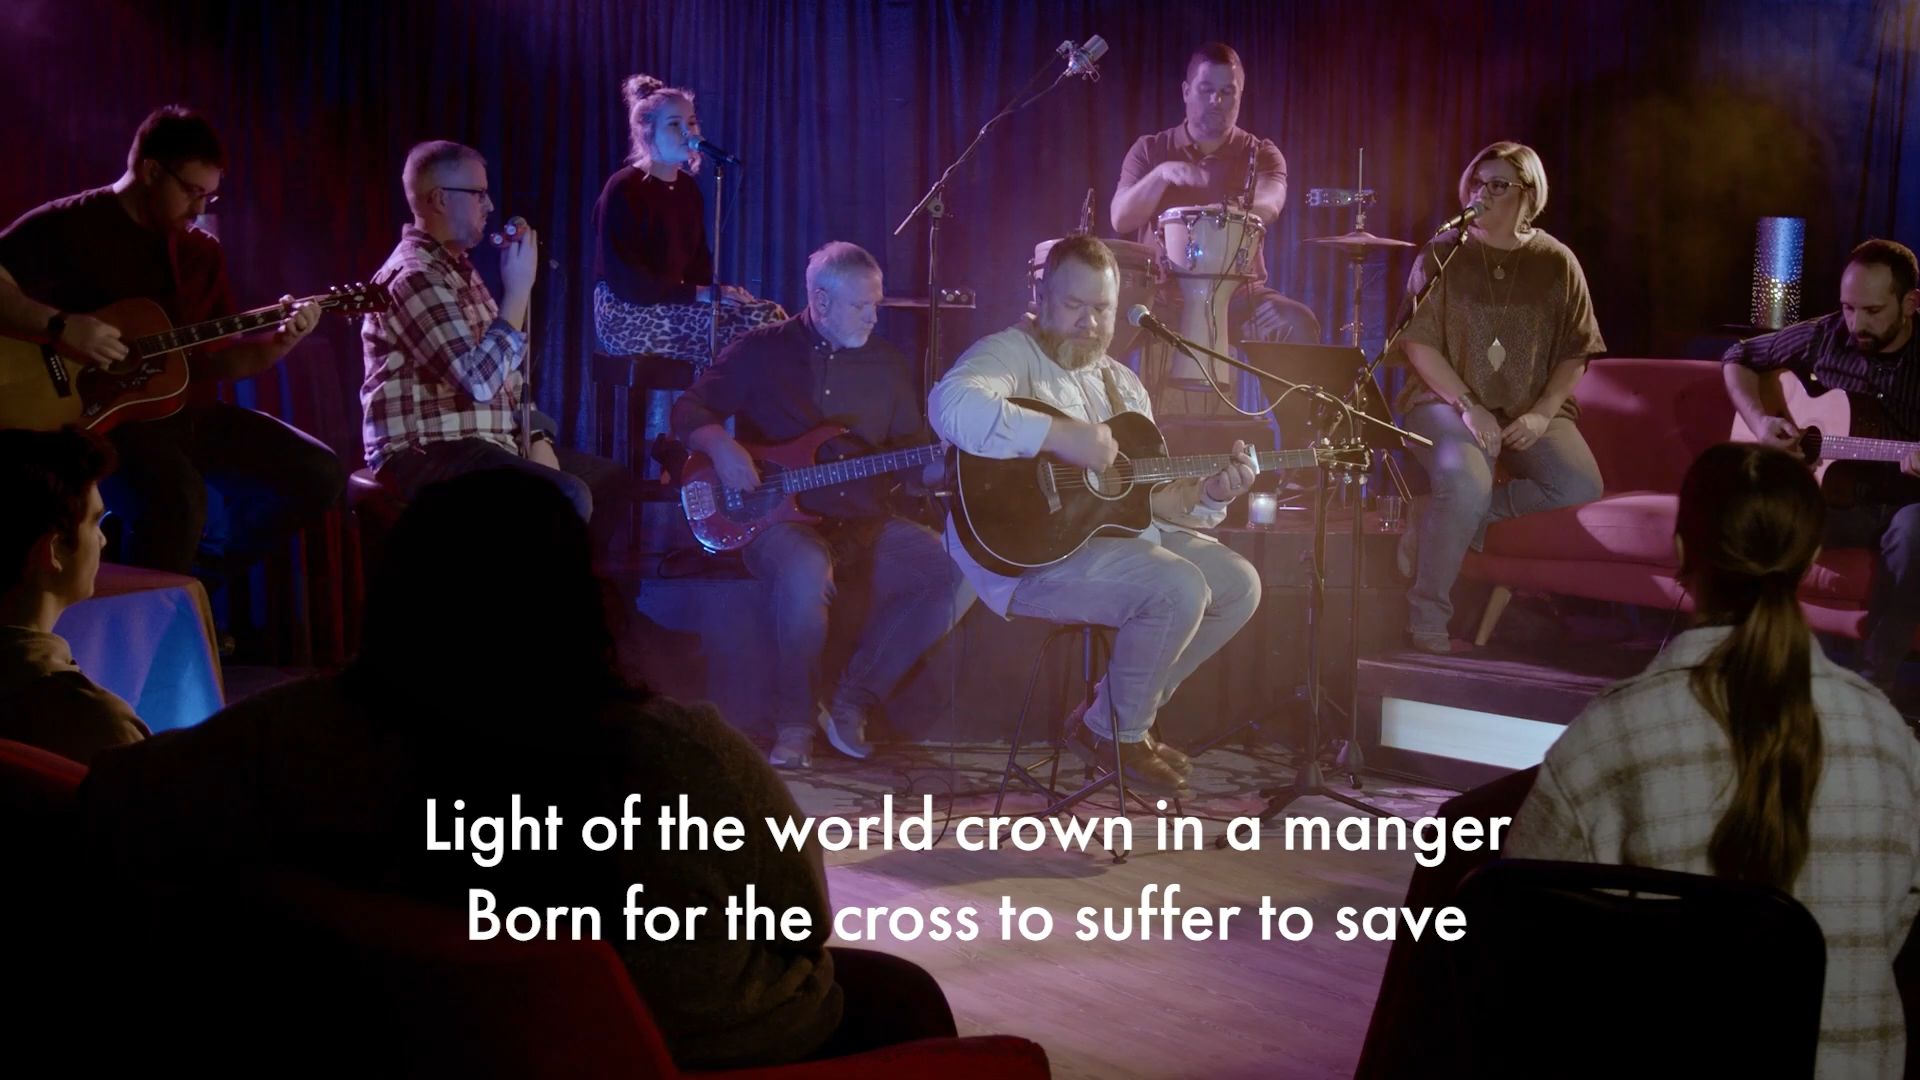 Light of the world crown in a manger
Born for the cross to suffer to save